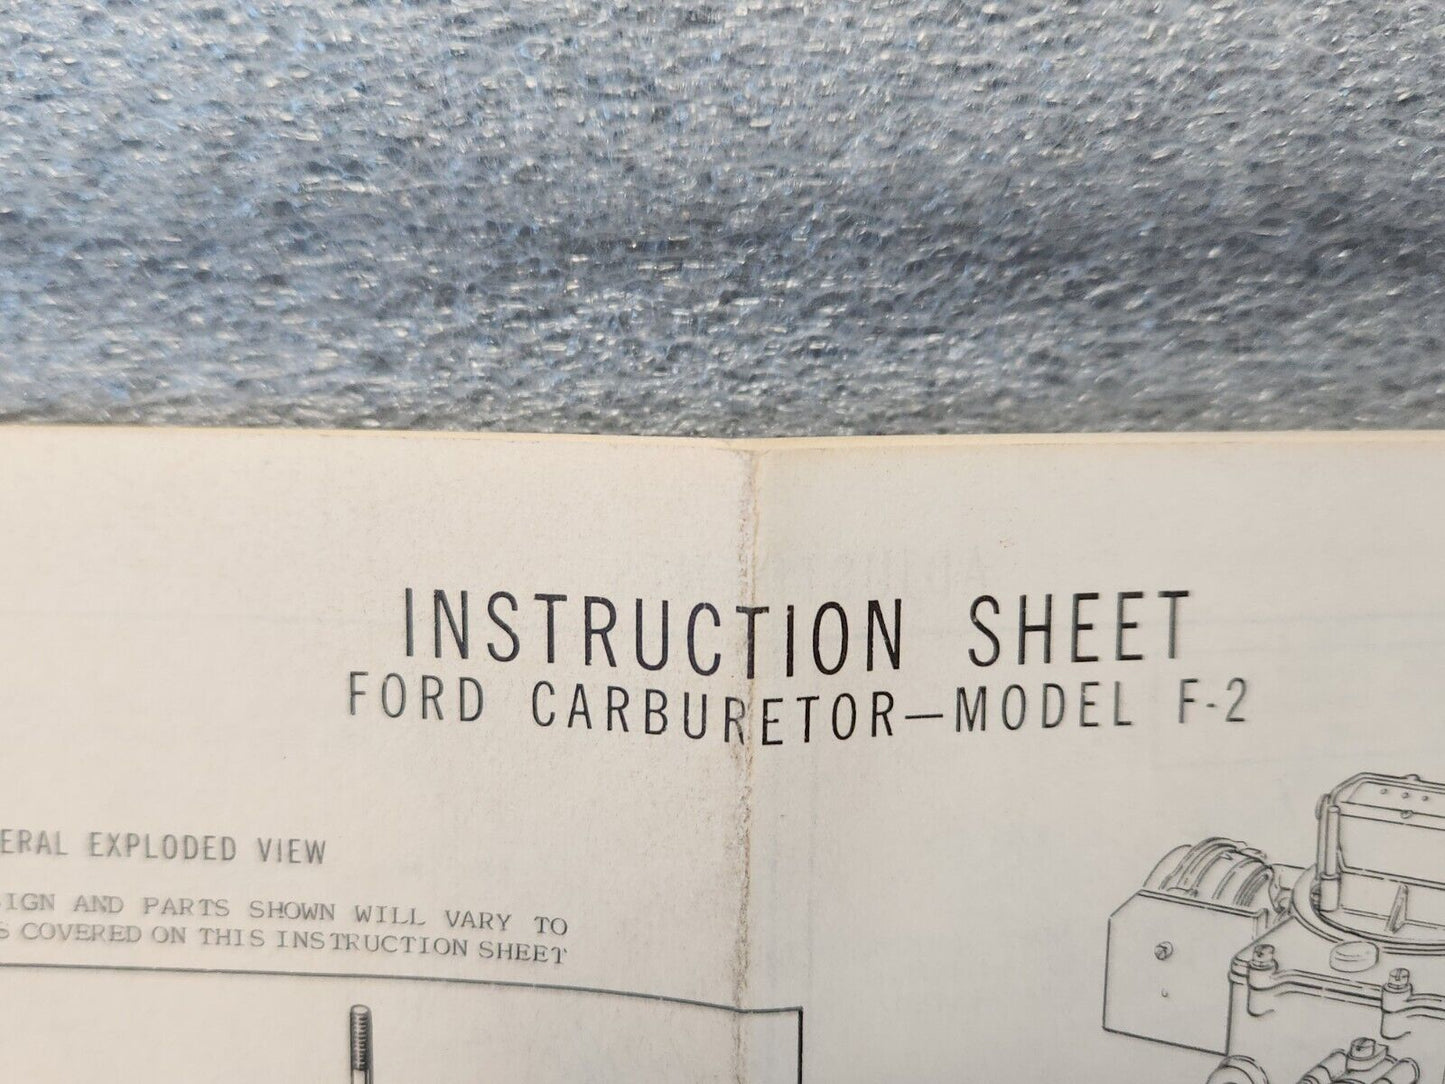 INSTRUCTION SHEET
FORD CARBURETOR—MODEL F-2
ERAL EXPLODED VIEW
SIGN AND PARTS SHOWN WILL VARY TO
S COVERED ON THIS INSTRUCTION SHEET